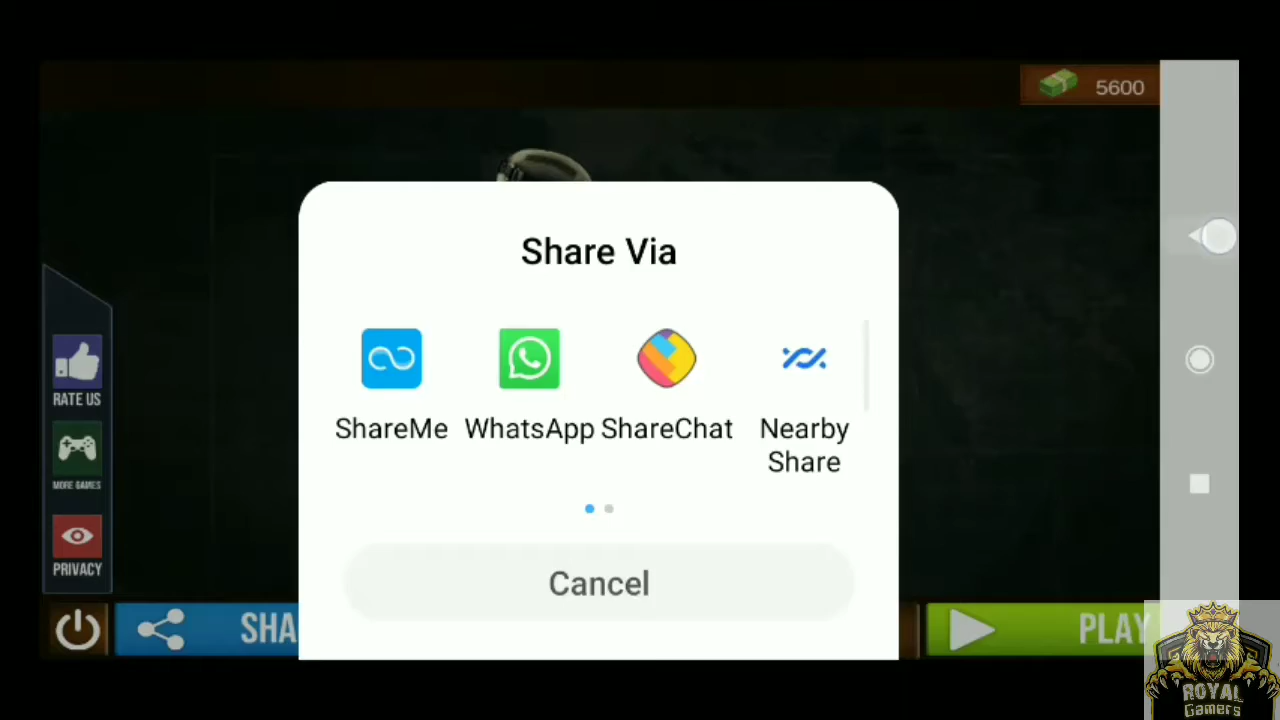 5600
Share Via
ShareMe
WhatsApp
ShareChat
Nearby
Share
RATE US
MORE GAMES
PRIVACY
Cancel
SHA
PLAY
ROYAL
Gamers